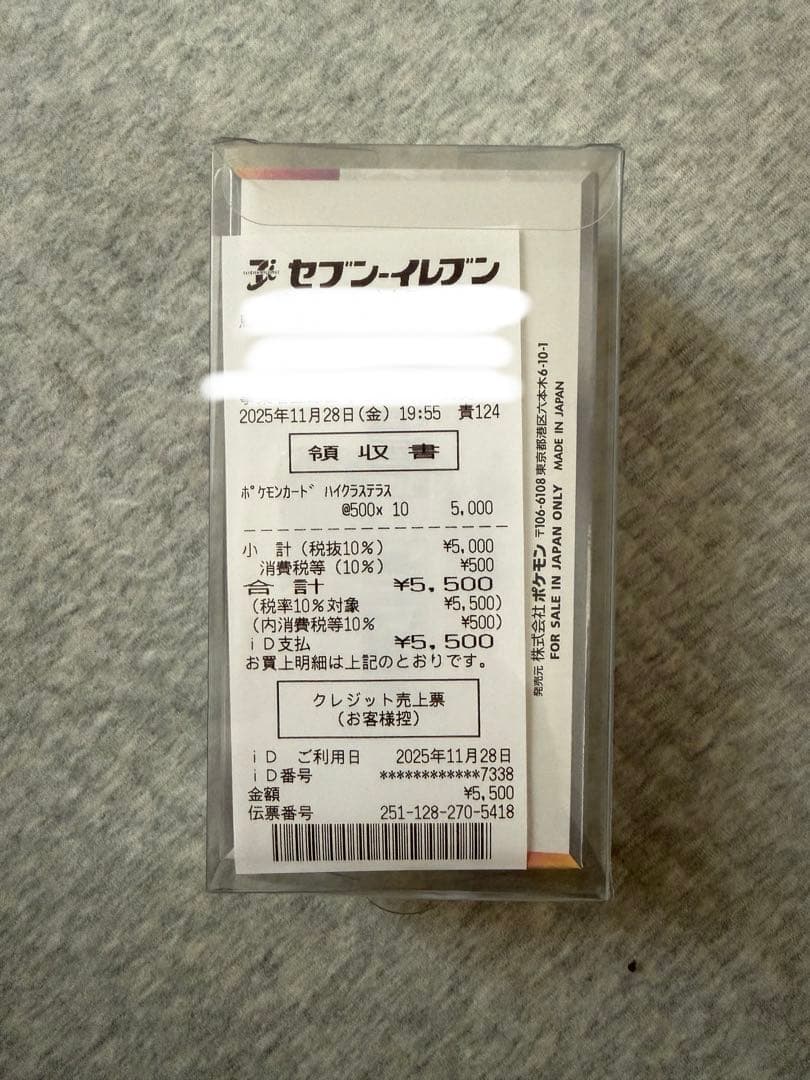 セブン-イレブン
2025年11月28日(金) 19:55 責124
領収書
ポケモンカード ハイクラステラス
@500x 10 5,000
小 計(税抜10%) ¥5,000
消費税等(10%) ¥500
合計 ¥5,500
(税率10%対象 ¥5,500)
(内消費税等10% ¥500)
iD支払 ¥5,500
お買上明細は上記のとおりです。
クレジット売上票
(お客様控)
iD ご利用日 2025年11月28日
iD番号 ************7338
金額 ¥5,500
伝票番号 251-128-270-5418
発売元 株式会社ポケモン 〒106-6108 東京都港区六本木6-10-1
FOR SALE IN JAPAN ONLY MADE IN JAPAN